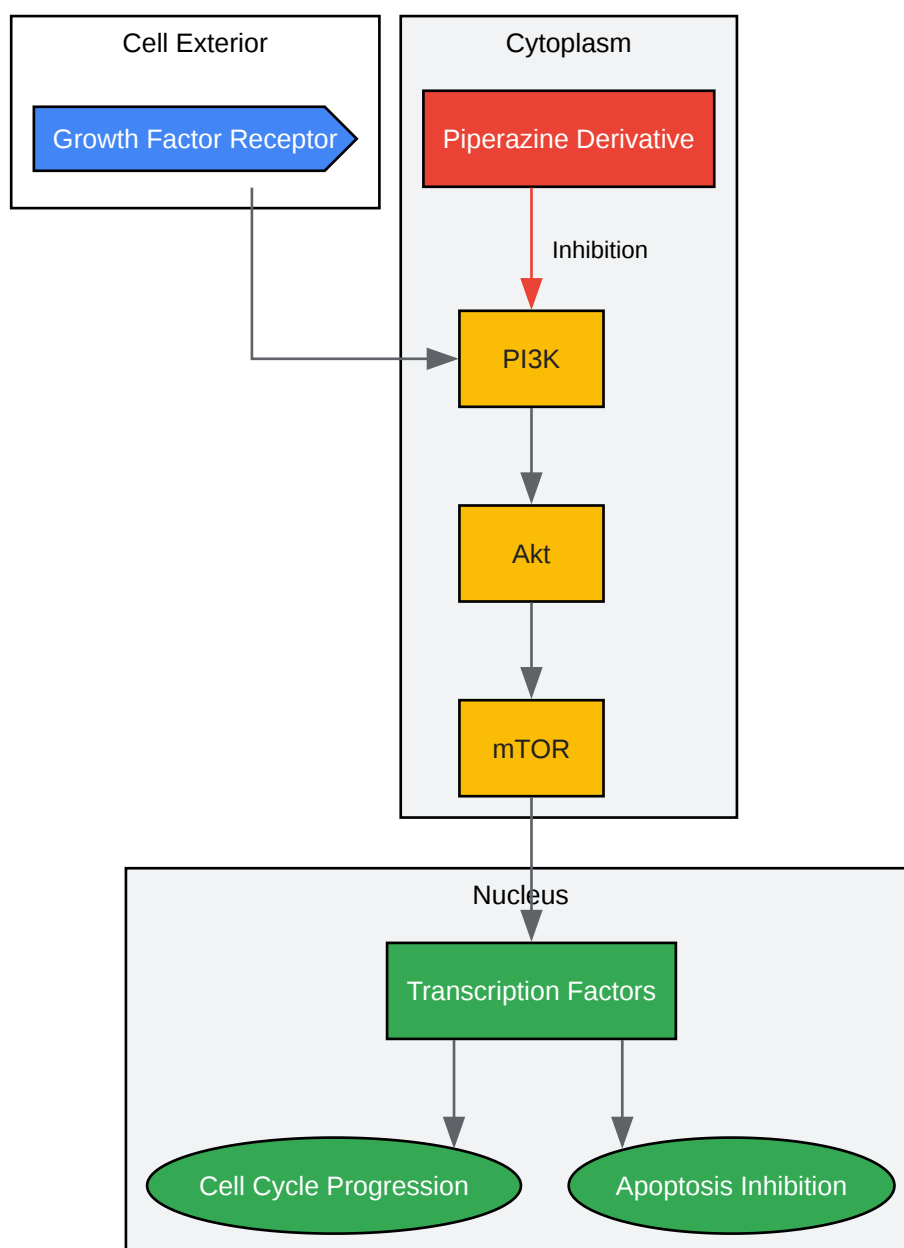 Cell Exterior
Growth Factor Receptor
Cytoplasm
Piperazine Derivative
Inhibition
PI3K
Akt
mTOR
Nucleus
Transcription Factors
Cell Cycle Progression
Apoptosis Inhibition